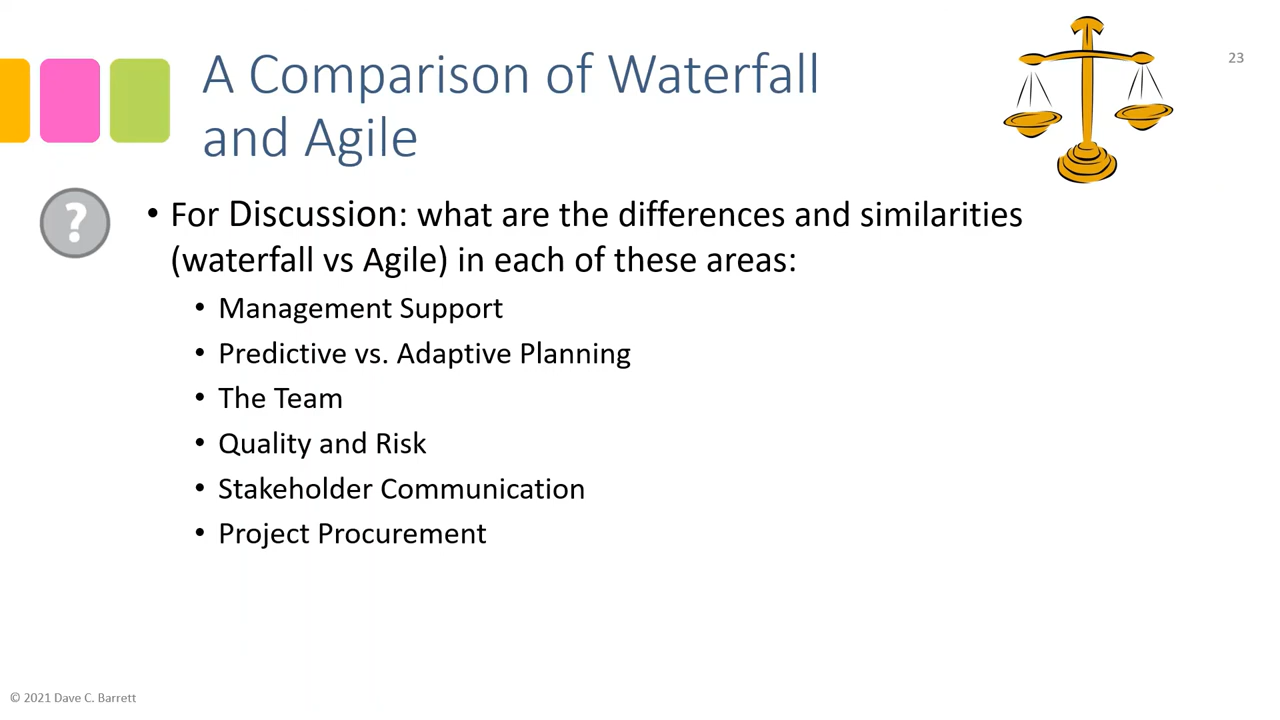 A Comparison of Waterfall
and Agile
23
?
• For Discussion: what are the differences and similarities
(waterfall vs Agile) in each of these areas:
• Management Support
• Predictive vs. Adaptive Planning
• The Team
• Quality and Risk
• Stakeholder Communication
• Project Procurement
© 2021 Dave C. Barrett